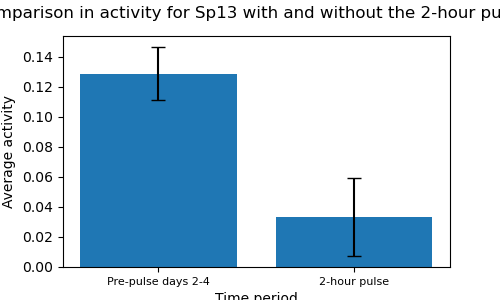 mparison in activity for Sp13 with and without the 2-hour pu
Average activity
0.14
0.12
0.10
0.08
0.06
0.04
0.02
0.00
Pre-pulse days 2-4
2-hour pulse
Time period